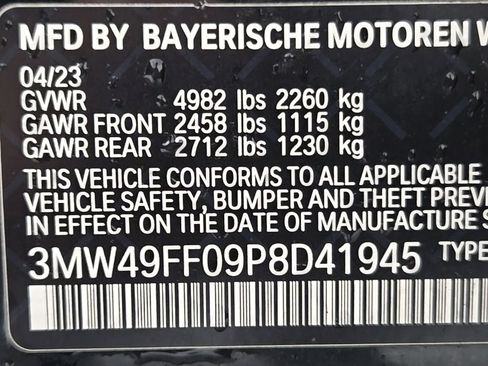 MFD BY BAYERISCHE MOTOREN W
04/23
GVWR 4982 lbs 2260 kg
GAWR FRONT 2458 lbs 1115 kg
GAWR REAR 2712 lbs 1230 kg
THIS VEHICLE CONFORMS TO ALL APPLICABLE
VEHICLE SAFETY, BUMPER AND THEFT PREVE
IN EFFECT ON THE DATE OF MANUFACTURE S
3MW49FF09P8D41945 TYPE